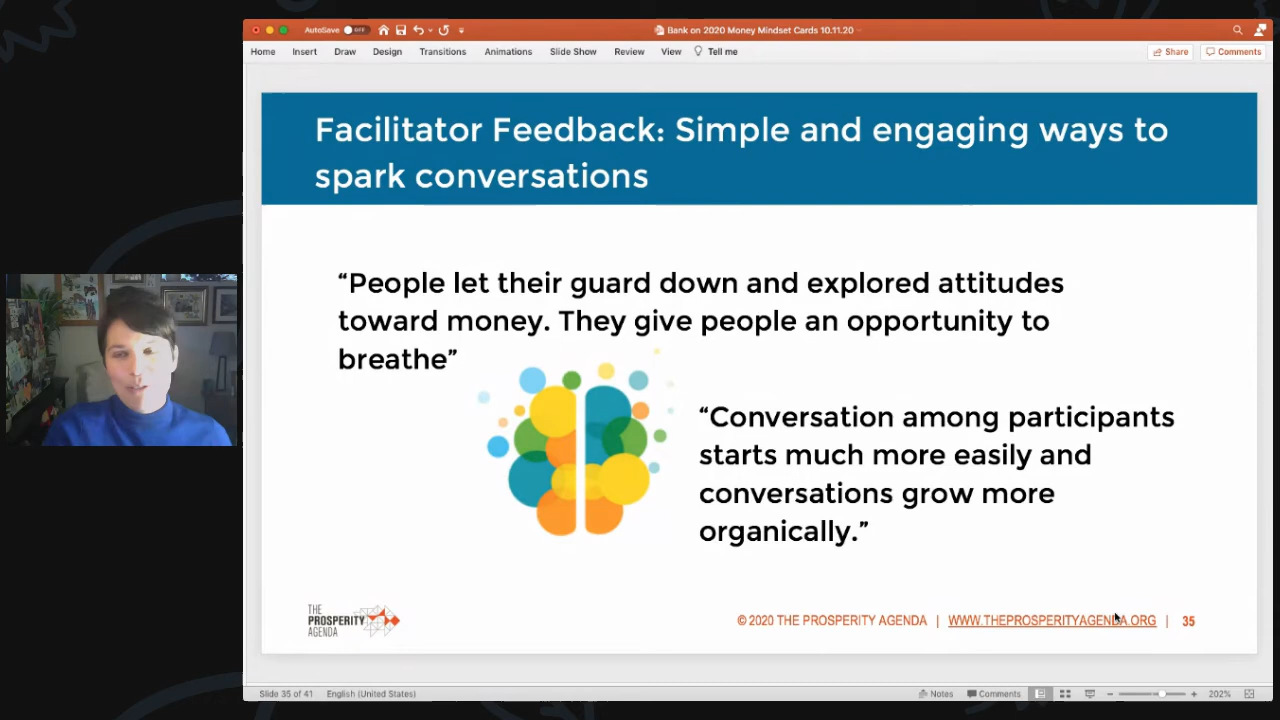 AutoSave OFF
Bank on 2020 Money Mindset Cards 10.11.20
Home Insert Draw Design Transitions Animations Slide Show Review View Tell me Share Comments
Facilitator Feedback: Simple and engaging ways to
spark conversations
“People let their guard down and explored attitudes
toward money. They give people an opportunity to
breathe”
“Conversation among participants
starts much more easily and
conversations grow more
organically.”
THE
PROSPERITY
AGENDA
© 2020 THE PROSPERITY AGENDA | WWW.THEPROSPERITYAGENDA.ORG | 35
Slide 35 of 41 English (United States) Notes Comments 202%